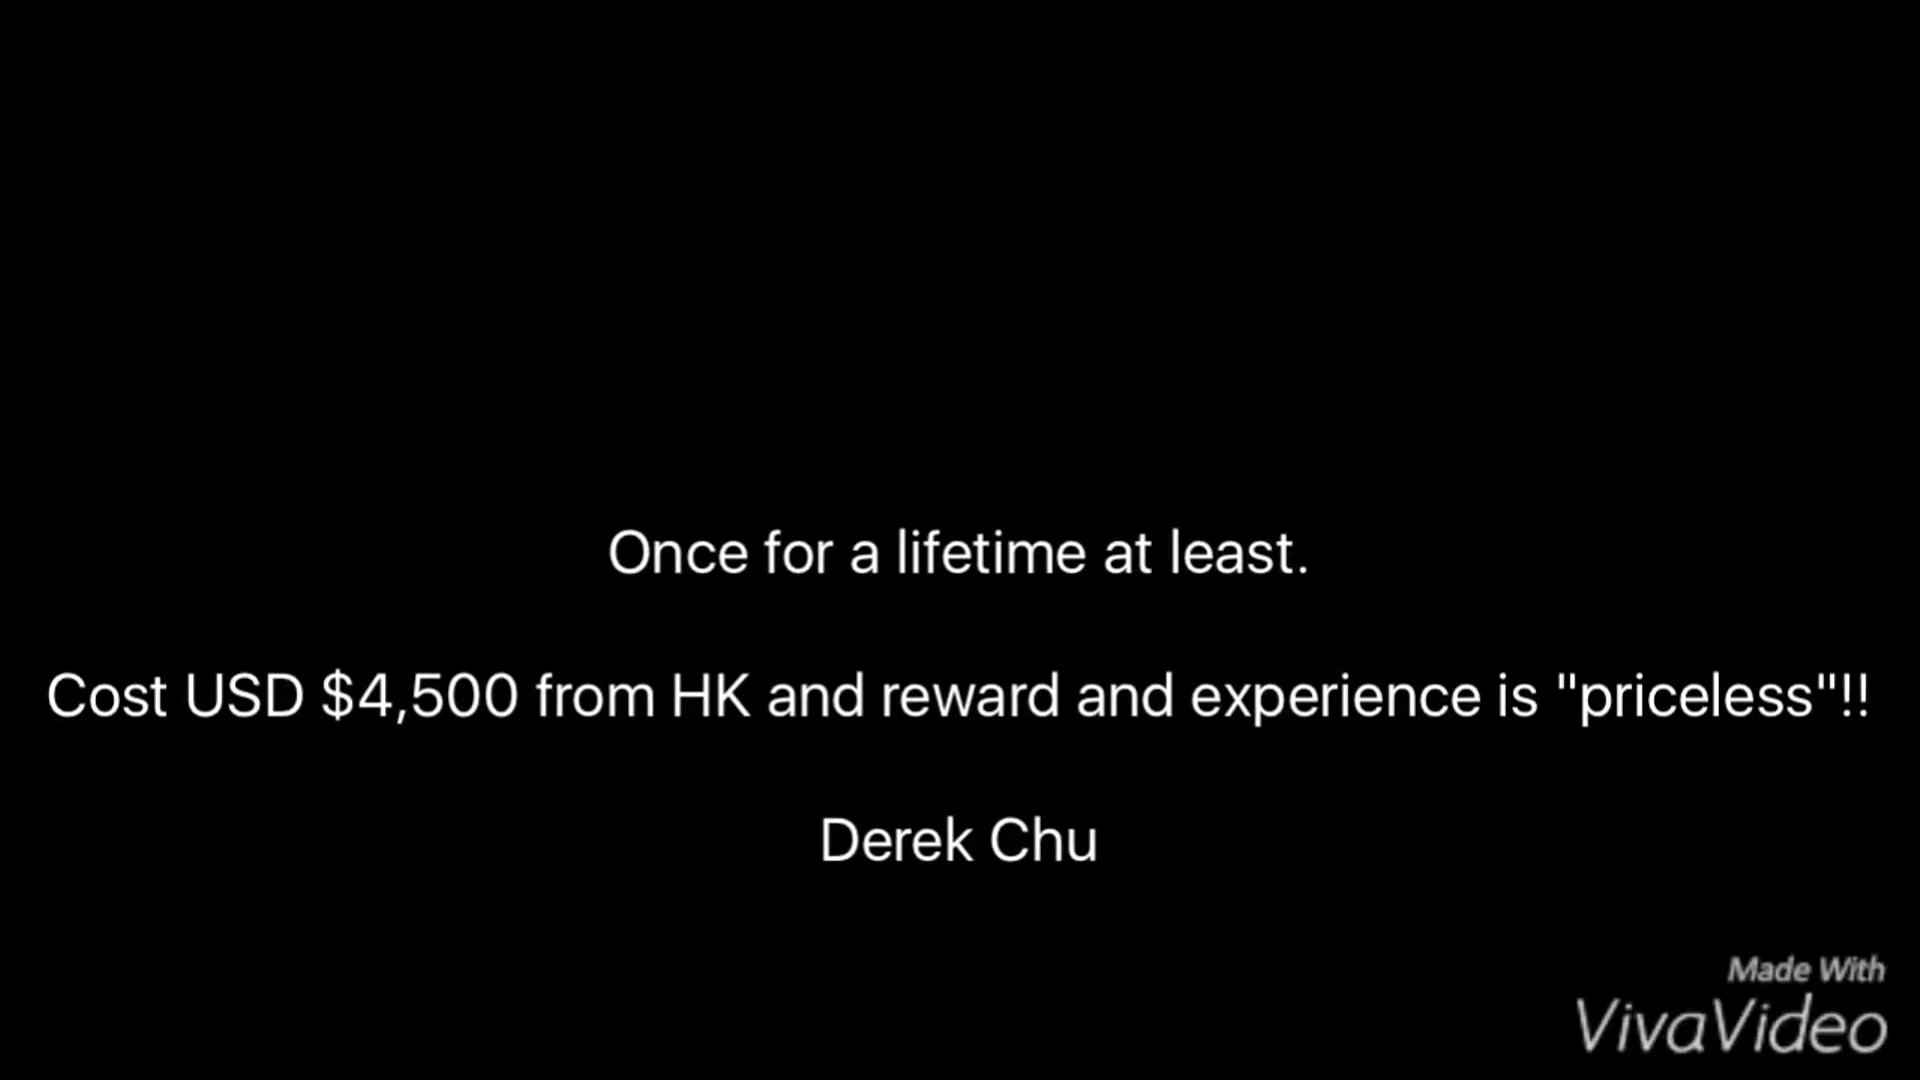 Once for a lifetime at least.
Cost USD $4,500 from HK and reward and experience is "priceless"!!
Derek Chu
Made With
VivaVideo